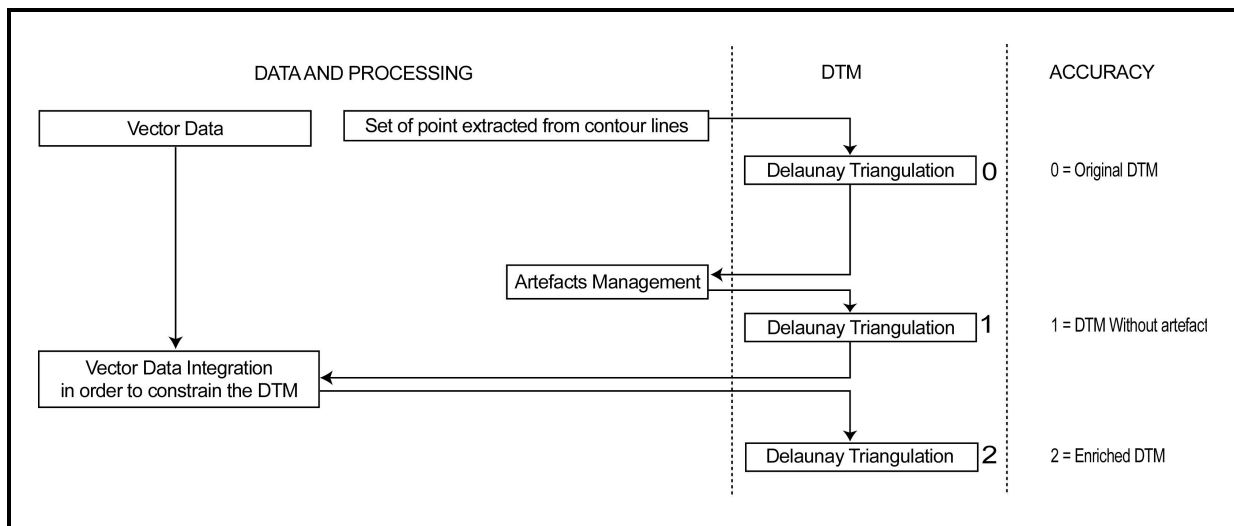 DATA AND PROCESSING
DTM
ACCURACY
Vector Data
Set of point extracted from contour lines
Delaunay Triangulation 0
0 = Original DTM
Artefacts Management
Delaunay Triangulation 1
1 = DTM Without artefact
Vector Data Integration
in order to constrain the DTM
Delaunay Triangulation 2
2 = Enriched DTM